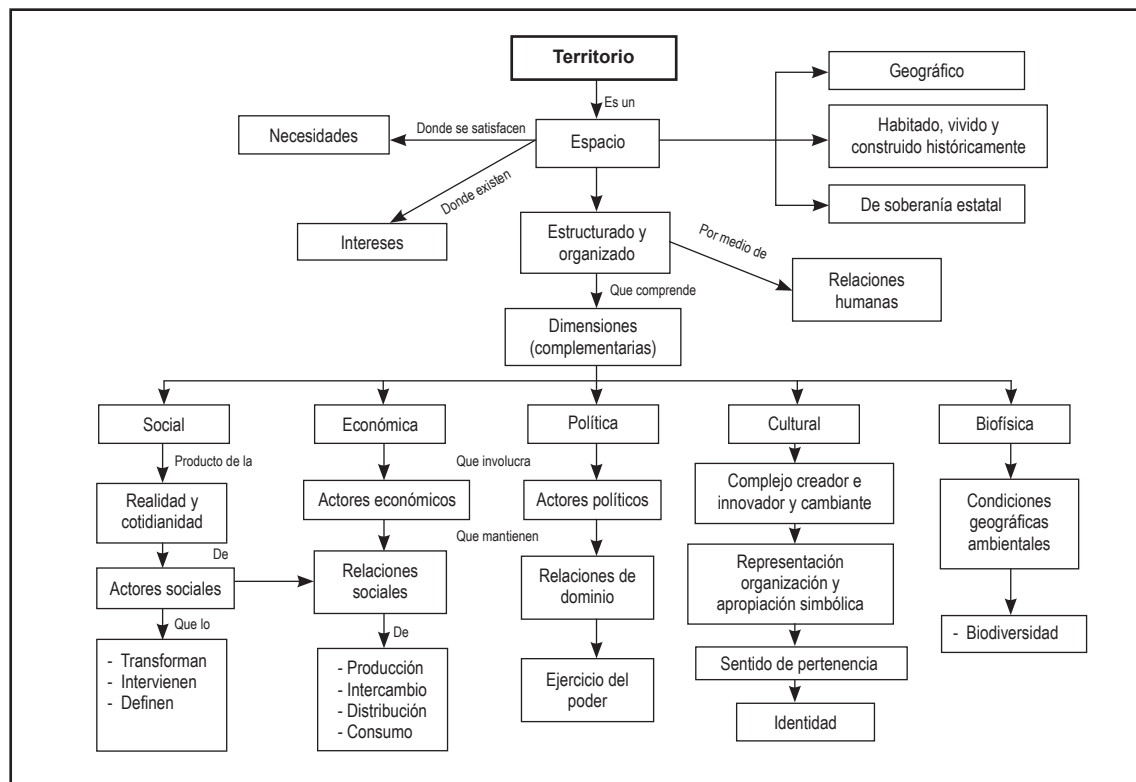 Territorio
Es un
Geográfico
Necesidades
Donde se satisfacen
Espacio
Habitado, vivido y
construido históricamente
Donde existen
Intereses
De soberanía estatal
Estructurado y
organizado
Por medio de
Relaciones
humanas
Que comprende
Dimensiones
(complementarias)
Social
Económica
Política
Cultural
Biofísica
Producto de la
Que involucra
Realidad y
cotidianidad
Actores económicos
Actores políticos
Complejo creador e
innovador y cambiante
Condiciones
geográficas
ambientales
De
Que mantienen
Actores sociales
Relaciones
sociales
Relaciones de
dominio
Representación
organización y
apropiación simbólica
- Biodiversidad
Que lo
De
- Transforman
- Intervienen
- Definen
- Producción
- Intercambio
- Distribución
- Consumo
Ejercicio del
poder
Sentido de pertenencia
Identidad